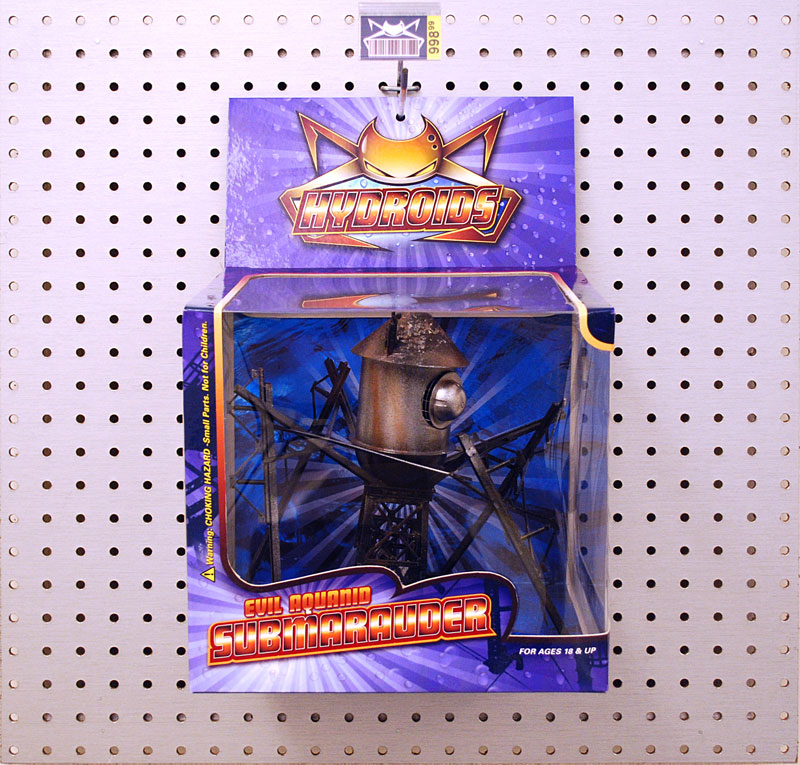 998 99
HYDROIDS
Warning: CHOKING HAZARD -Small Parts. Not for Children.
EVIL AQUANID
SUBMARAUDER
FOR AGES 18 & UP